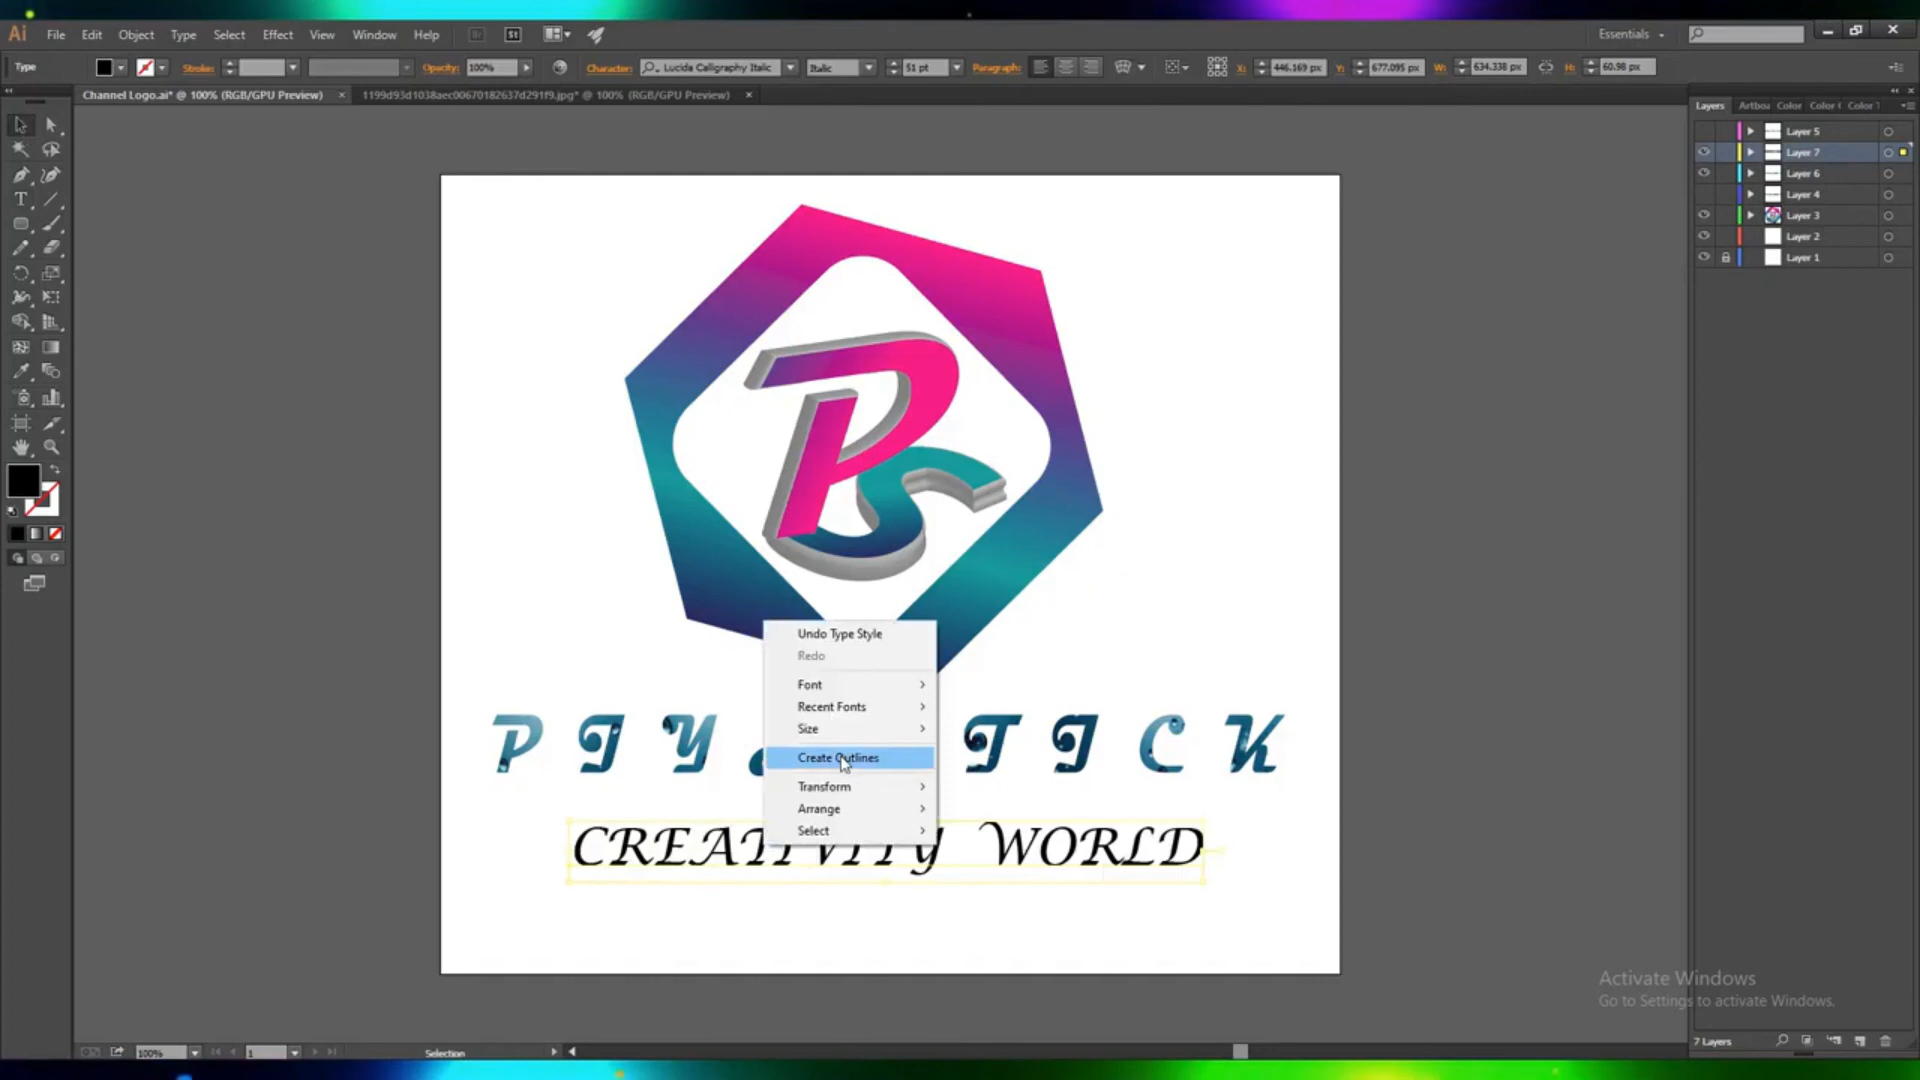 Ai File Edit Object Type Select Effect View Window Help Br St Essentials
Type Stroke: Opacity: 100% Character: Lucida Calligraphy Italic Italic 51 pt Paragraph: X: 446.169 px Y: 677.095 px W: 634.338 px H: 60.98 px
Channel Logo.ai* @ 100% (RGB/GPU Preview) × 1199d93d1038aec00670182637d291f9.jpg* @ 100% (RGB/GPU Preview) ×
Layers Artboa Color Color Color T
Layer 5
Layer 7
Layer 6
Layer 4
Layer 3
Layer 2
Layer 1
PS
Undo Type Style
Redo
Font
Recent Fonts
Size
Create Outlines
Transform
Arrange
Select
T I C K
WORLD
Activate Windows
Go to Settings to activate Windows.
100% 1 Selection
7 Layers